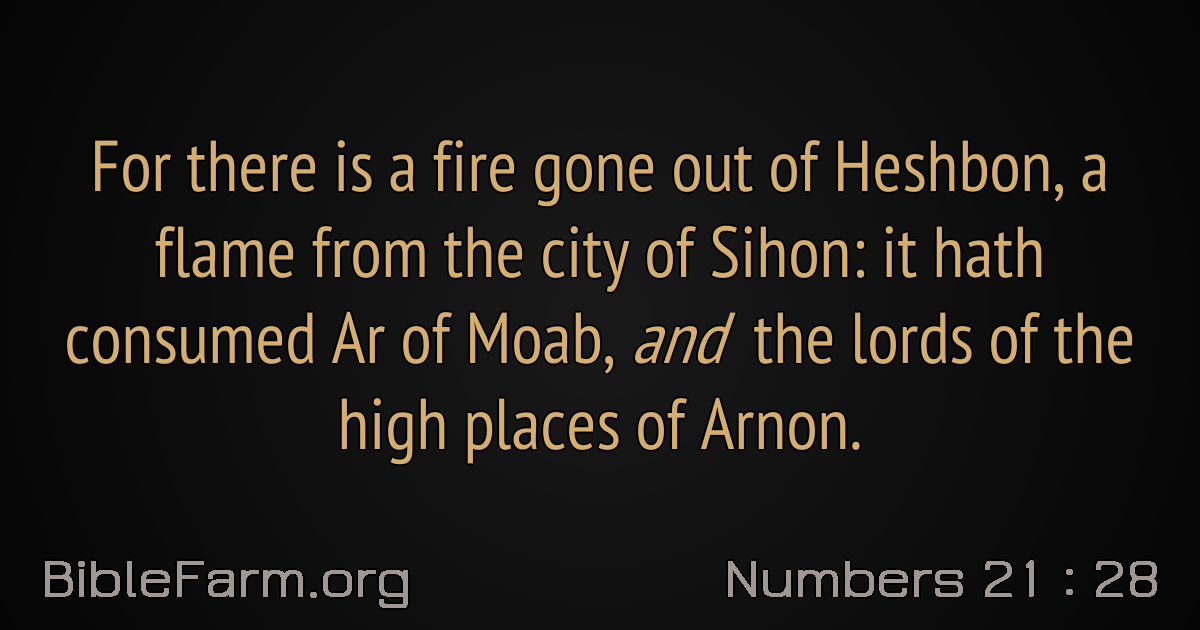 For there is a fire gone out of Heshbon, a
flame from the city of Sihon: it hath
consumed Ar of Moab, and the lords of the
high places of Arnon.
BibleFarm.org
Numbers 21 : 28